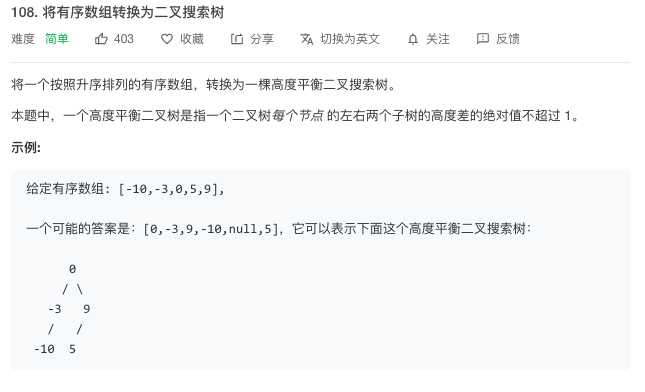 108. 将有序数组转换为二叉搜索树
难度 简单 403 收藏 分享 切换为英文 关注 反馈
将一个按照升序排列的有序数组，转换为一棵高度平衡二叉搜索树。
本题中，一个高度平衡二叉树是指一个二叉树每个节点 的左右两个子树的高度差的绝对值不超过 1。
示例:
给定有序数组: [-10,-3,0,5,9],
一个可能的答案是：[0,-3,9,-10,null,5]，它可以表示下面这个高度平衡二叉搜索树：
0
/ \
-3 9
/ /
-10 5